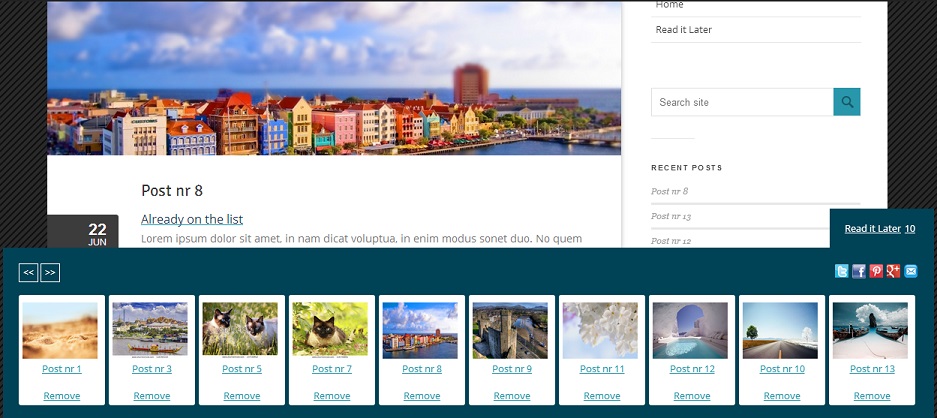 Home
Read it Later
Search site
RECENT POSTS
Post nr 8
Post nr 13
Post nr 12
Post nr 8
Already on the list
22
JUN
Lorem ipsum dolor sit amet, in nam dicat voluptua, in enim modus sonet duo. No quem
Read it Later 10
<< >>
Post nr 1 Post nr 3 Post nr 5 Post nr 7 Post nr 8 Post nr 9 Post nr 11 Post nr 12 Post nr 10 Post nr 13
Remove Remove Remove Remove Remove Remove Remove Remove Remove Remove